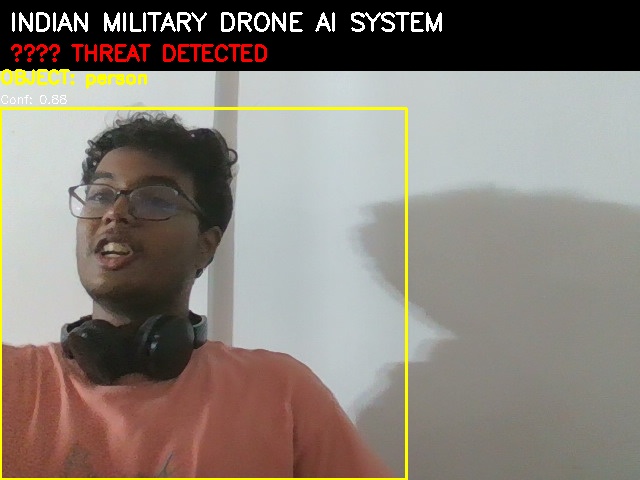 INDIAN MILITARY DRONE AI SYSTEM
???? THREAT DETECTED
OBJECT: person
Conf: 0.88